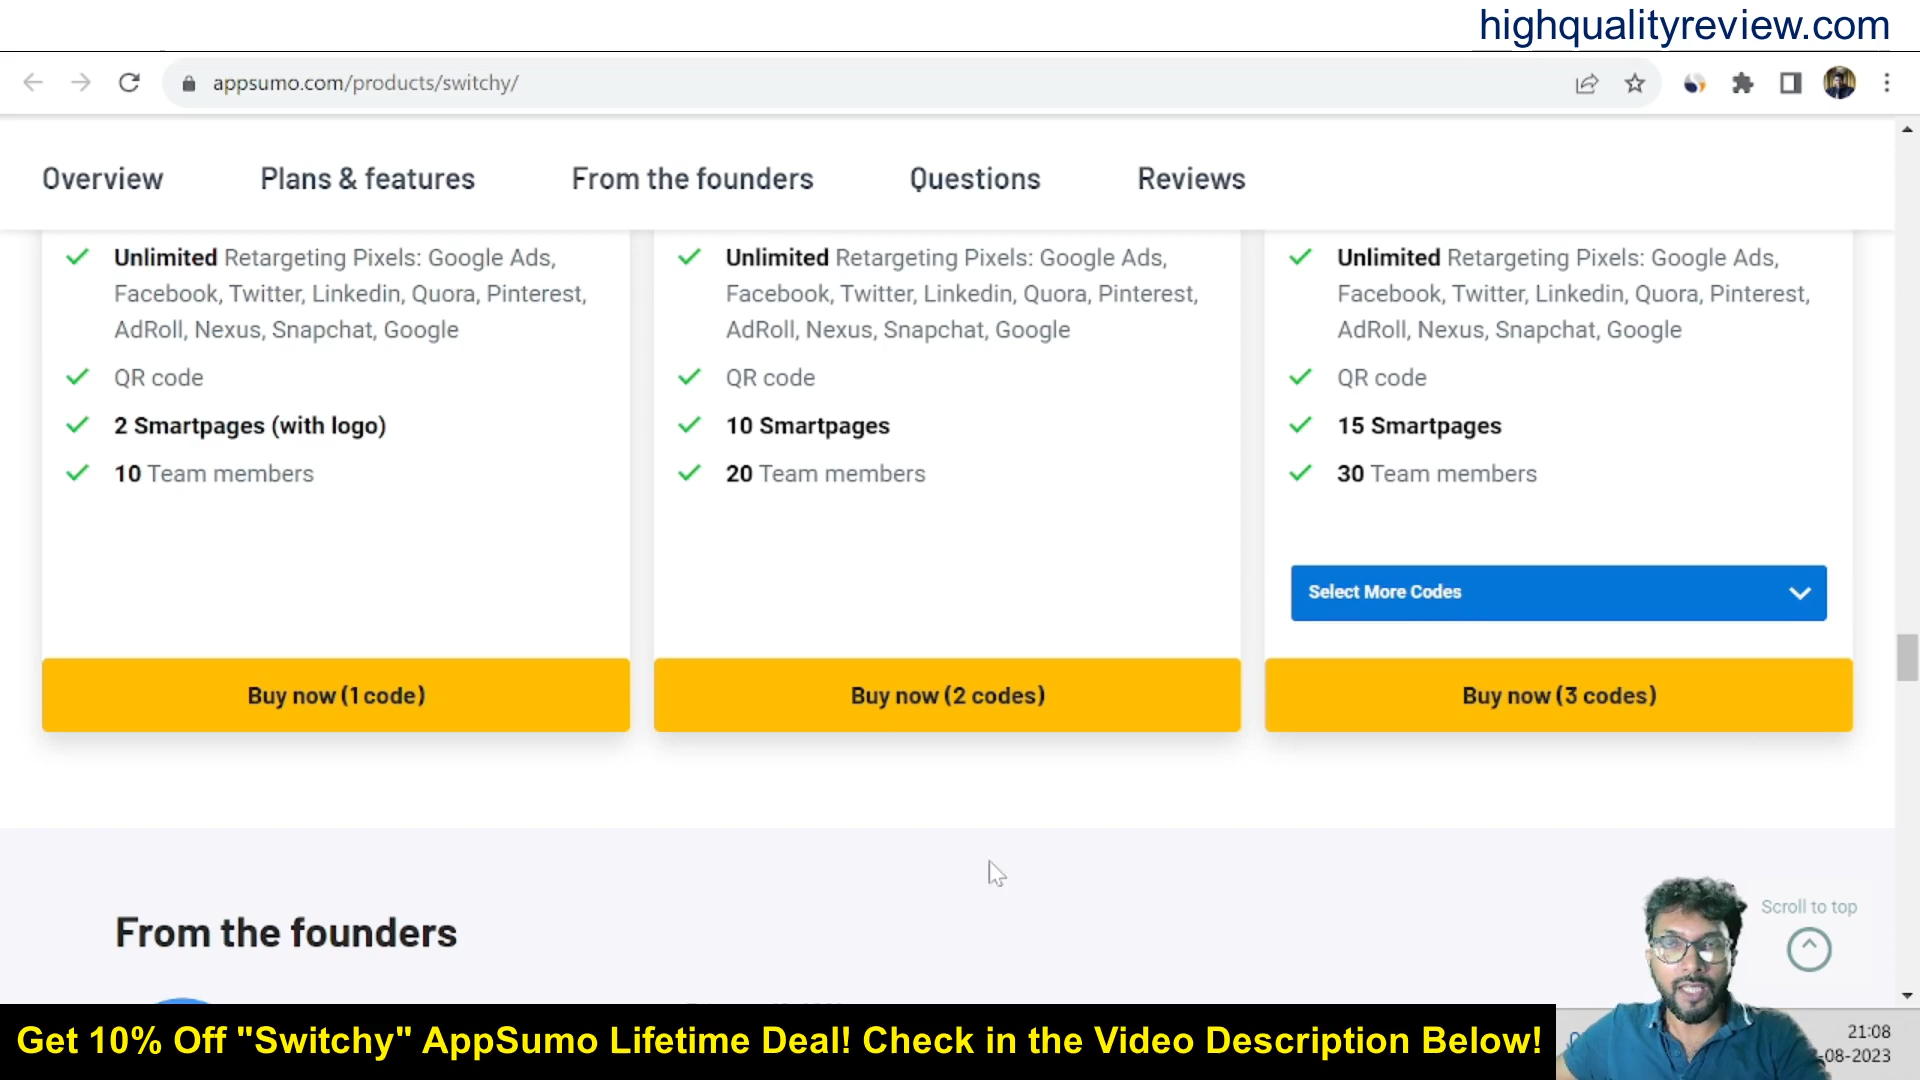 highqualityreview.com
appsumo.com/products/switchy/
Overview
Plans & features
From the founders
Questions
Reviews
Unlimited Retargeting Pixels: Google Ads,
Facebook, Twitter, Linkedin, Quora, Pinterest,
AdRoll, Nexus, Snapchat, Google
QR code
2 Smartpages (with logo)
10 Team members
Buy now (1 code)
Unlimited Retargeting Pixels: Google Ads,
Facebook, Twitter, Linkedin, Quora, Pinterest,
AdRoll, Nexus, Snapchat, Google
QR code
10 Smartpages
20 Team members
Buy now (2 codes)
Unlimited Retargeting Pixels: Google Ads,
Facebook, Twitter, Linkedin, Quora, Pinterest,
AdRoll, Nexus, Snapchat, Google
QR code
15 Smartpages
30 Team members
Select More Codes
Buy now (3 codes)
From the founders
Scroll to top
Get 10% Off "Switchy" AppSumo Lifetime Deal! Check in the Video Description Below!
21:08
-08-2023